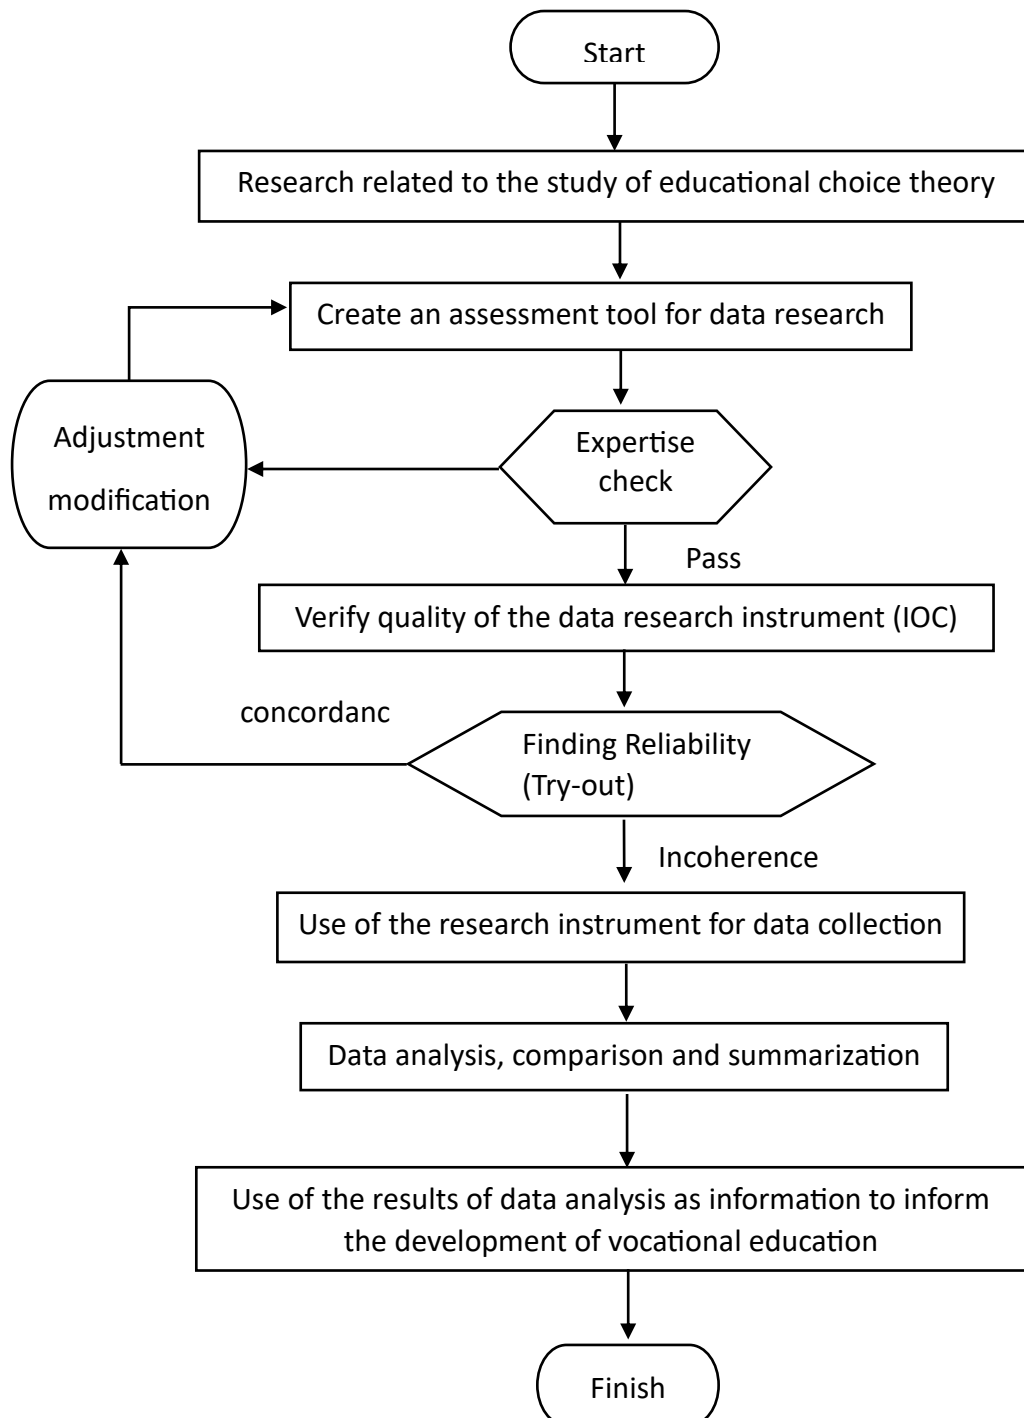 Start
Research related to the study of educational choice theory
Create an assessment tool for data research
Adjustment
modification
Expertise
check
Pass
Verify quality of the data research instrument (IOC)
concordanc
Finding Reliability
(Try-out)
Incoherence
Use of the research instrument for data collection
Data analysis, comparison and summarization
Use of the results of data analysis as information to inform
the development of vocational education
Finish